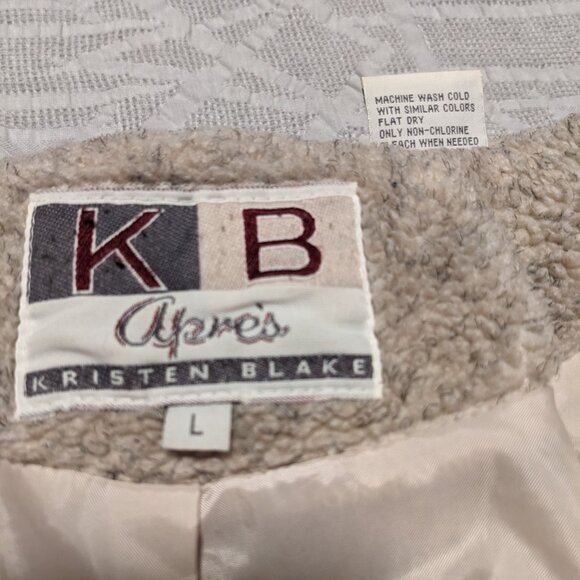 MACHINE WASH COLD
WITH SIMILAR COLORS
FLAT DRY
ONLY NON-CHLORINE
BLEACH WHEN NEEDED
K B
Apre's
KRISTEN BLAKE
L